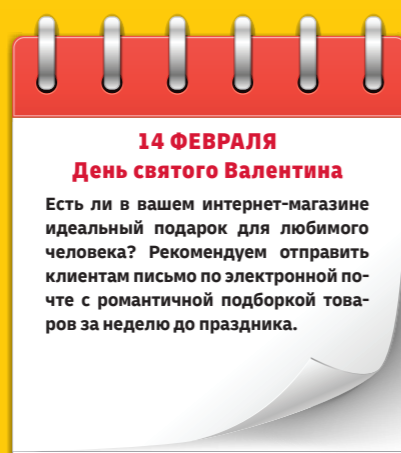 14 ФЕВРАЛЯ
День святого Валентина
Есть ли в вашем интернет-магазине
идеальный подарок для любимого
человека? Рекомендуем отправить
клиентам письмо по электронной по-
чте с романтичной подборкой това-
ров за неделю до праздника.